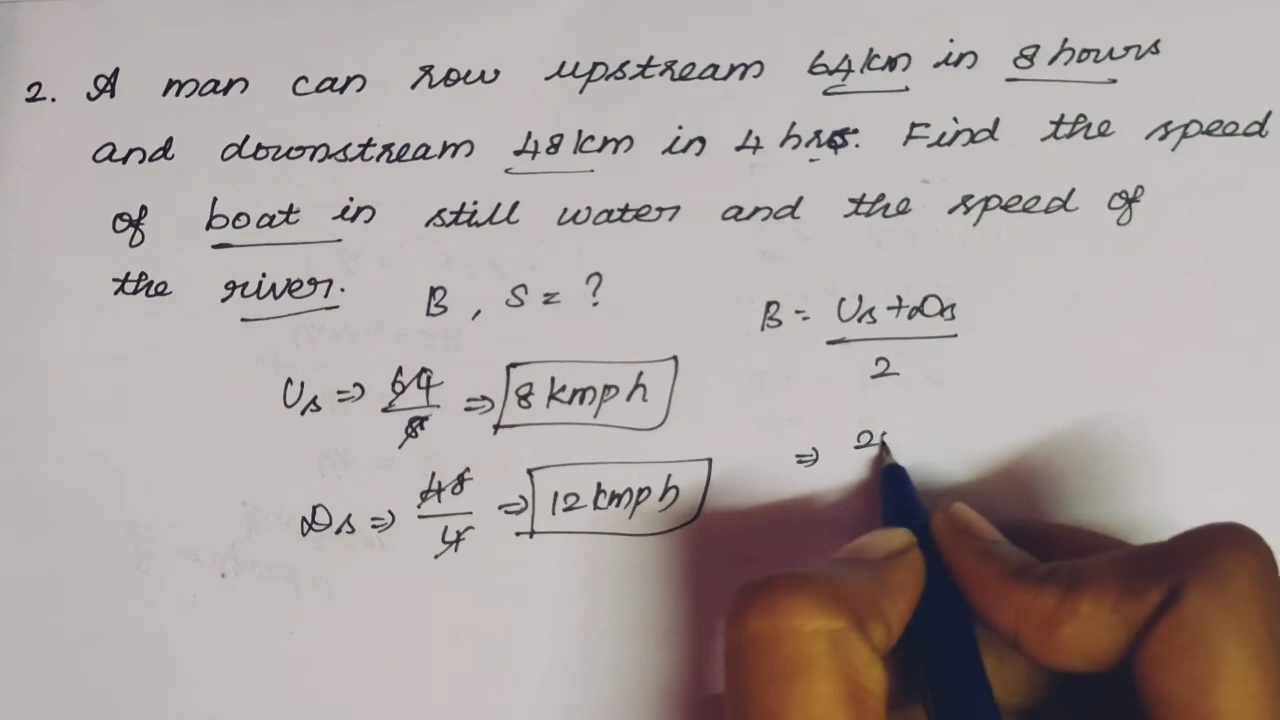 2. A man can row upstream 64km in 8 hours
and downstream 48km in 4 hrs. Find the speed
of boat in still water and the speed of
the river.
B, S = ?
B = Us + Ds / 2
Us ⇒ 64/8 ⇒ 8 kmph
Ds ⇒ 48/4 ⇒ 12 kmph
⇒ 2